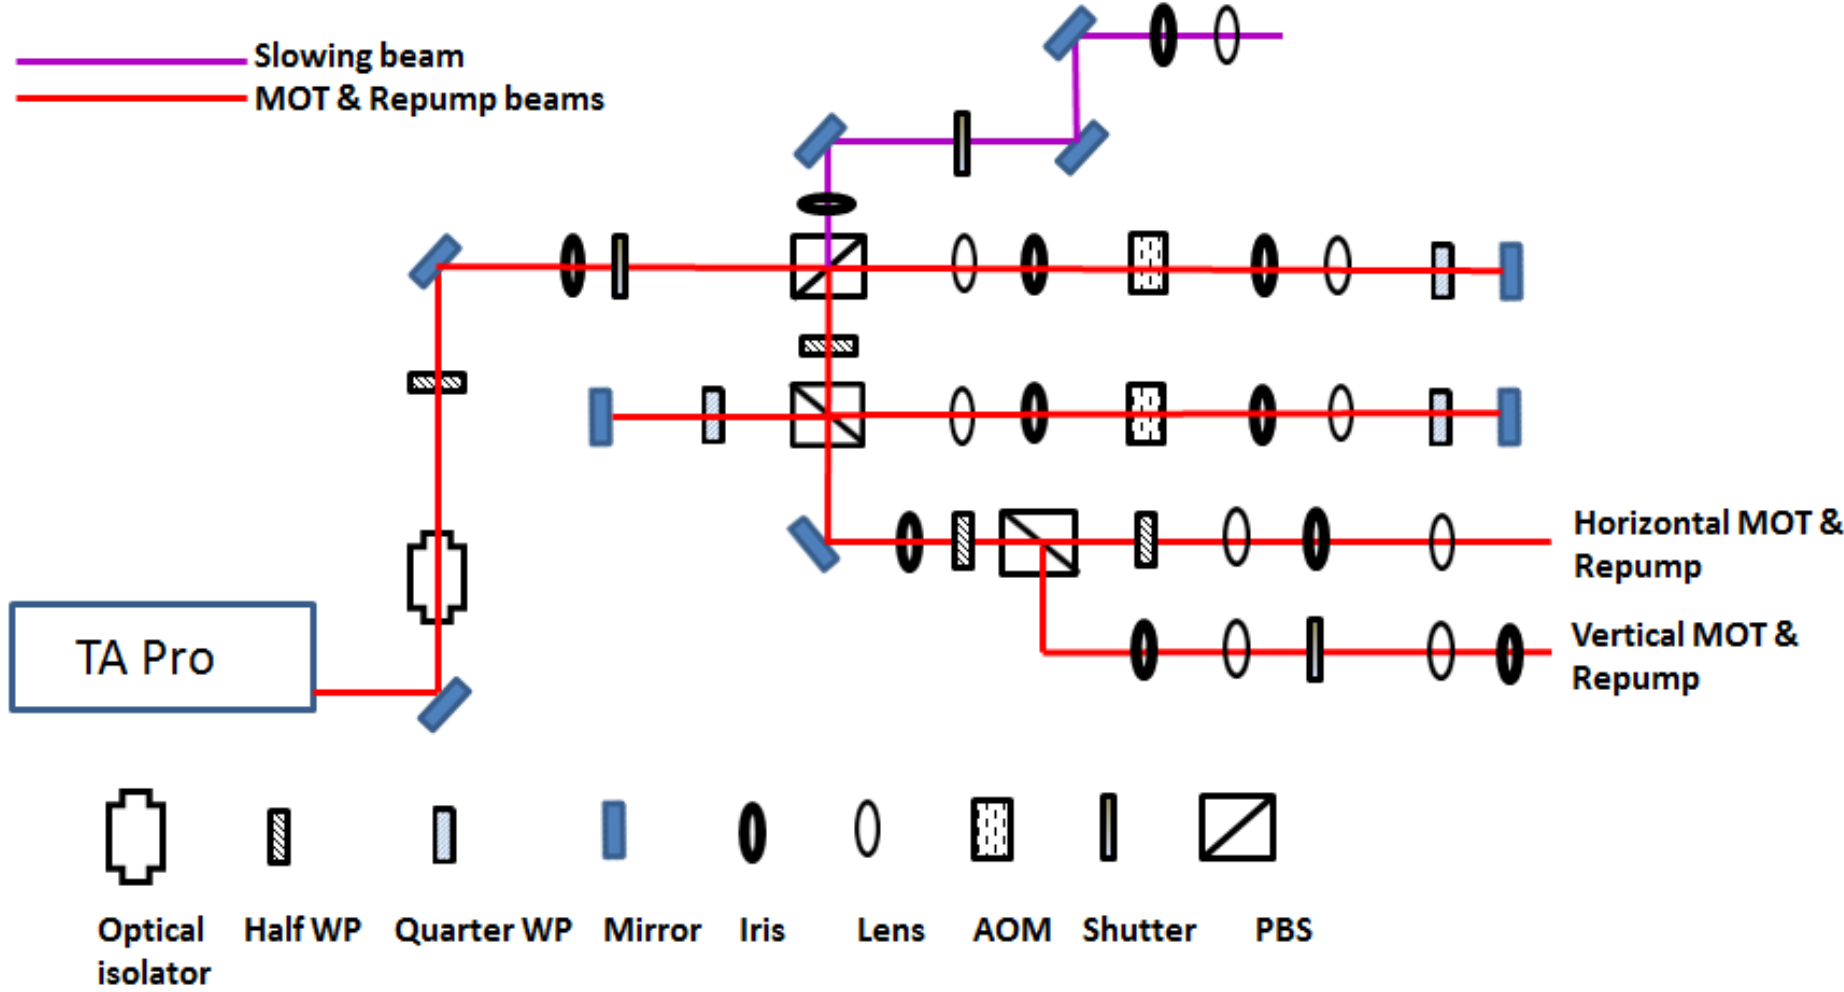 Slowing beam
MOT & Repump beams
Horizontal MOT &
Repump
Vertical MOT &
Repump
TA Pro
Optical
isolator
Half WP
Quarter WP
Mirror
Iris
Lens
AOM
Shutter
PBS